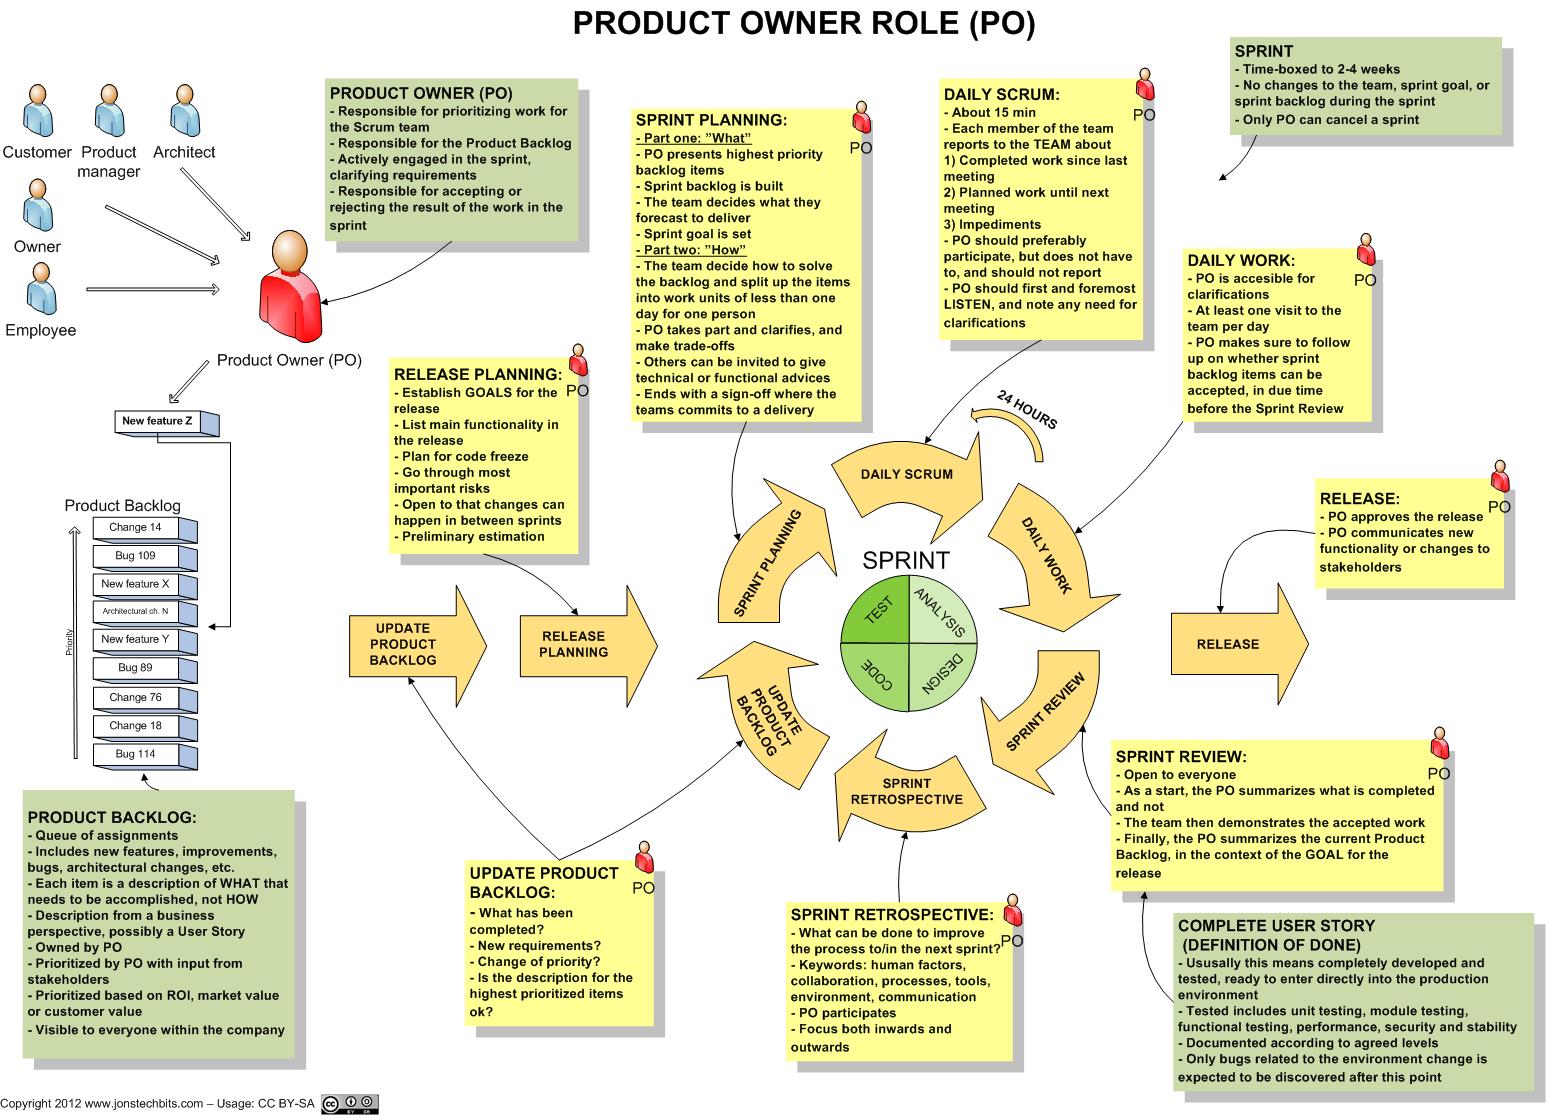 PRODUCT OWNER ROLE (PO)
Customer
Product
manager
Architect
Owner
Employee
Product Owner (PO)
PRODUCT OWNER (PO)
- Responsible for prioritizing work for
the Scrum team
- Responsible for the Product Backlog
- Actively engaged in the sprint,
clarifying requirements
- Responsible for accepting or
rejecting the result of the work in the
sprint
SPRINT PLANNING:
PO
- Part one: ”What”
- PO presents highest priority
backlog items
- Sprint backlog is built
- The team decides what they
forecast to deliver
- Sprint goal is set
- Part two: ”How”
- The team decide how to solve
the backlog and split up the items
into work units of less than one
day for one person
- PO takes part and clarifies, and
make trade-offs
- Others can be invited to give
technical or functional advices
- Ends with a sign-off where the
teams commits to a delivery
DAILY SCRUM:
PO
- About 15 min
- Each member of the team
reports to the TEAM about
1) Completed work since last
meeting
2) Planned work until next
meeting
3) Impediments
- PO should preferably
participate, but does not have
to, and should not report
- PO should first and foremost
LISTEN, and note any need for
clarifications
SPRINT
- Time-boxed to 2-4 weeks
- No changes to the team, sprint goal, or
sprint backlog during the sprint
- Only PO can cancel a sprint
DAILY WORK:
PO
- PO is accesible for
clarifications
- At least one visit to the
team per day
- PO makes sure to follow
up on whether sprint
backlog items can be
accepted, in due time
before the Sprint Review
RELEASE PLANNING:
PO
- Establish GOALS for the
release
- List main functionality in
the release
- Plan for code freeze
- Go through most
important risks
- Open to that changes can
happen in between sprints
- Preliminary estimation
RELEASE:
PO
- PO approves the release
- PO communicates new
functionality or changes to
stakeholders
New feature Z
Product Backlog
Priority
Change 14
Bug 109
New feature X
Architectural ch. N
New feature Y
Bug 89
Change 76
Change 18
Bug 114
UPDATE
PRODUCT
BACKLOG
RELEASE
PLANNING
SPRINT PLANNING
DAILY SCRUM
24 HOURS
DAILY WORK
SPRINT REVIEW
SPRINT
RETROSPECTIVE
UPDATE
PRODUCT
BACKLOG
SPRINT
TEST
ANALYSIS
CODE
DESIGN
RELEASE
PRODUCT BACKLOG:
- Queue of assignments
- Includes new features, improvements,
bugs, architectural changes, etc.
- Each item is a description of WHAT that
needs to be accomplished, not HOW
- Description from a business
perspective, possibly a User Story
- Owned by PO
- Prioritized by PO with input from
stakeholders
- Prioritized based on ROI, market value
or customer value
- Visible to everyone within the company
UPDATE PRODUCT
BACKLOG:
PO
- What has been
completed?
- New requirements?
- Change of priority?
- Is the description for the
highest prioritized items
ok?
SPRINT RETROSPECTIVE:
PO
- What can be done to improve
the process to/in the next sprint?
- Keywords: human factors,
collaboration, processes, tools,
environment, communication
- PO participates
- Focus both inwards and
outwards
SPRINT REVIEW:
PO
- Open to everyone
- As a start, the PO summarizes what is completed
and not
- The team then demonstrates the accepted work
- Finally, the PO summarizes the current Product
Backlog, in the context of the GOAL for the
release
COMPLETE USER STORY
(DEFINITION OF DONE)
- Ususally this means completely developed and
tested, ready to enter directly into the production
environment
- Tested includes unit testing, module testing,
functional testing, performance, security and stability
- Documented according to agreed levels
- Only bugs related to the environment change is
expected to be discovered after this point
Copyright 2012 www.jonstechbits.com – Usage: CC BY-SA
cc
BY SA